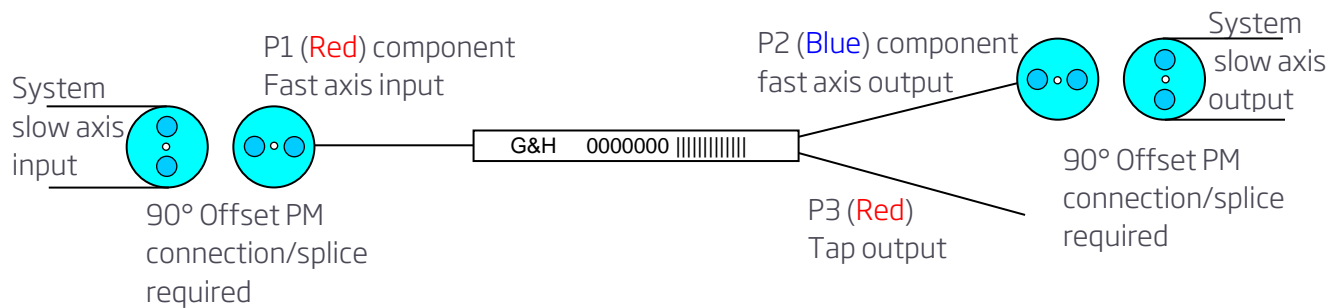 System
slow axis
input
P1 (Red) component
Fast axis input
90° Offset PM
connection/splice
required
G&H 0000000
P2 (Blue) component
fast axis output
P3 (Red)
Tap output
System
slow axis
output
90° Offset PM
connection/splice
required